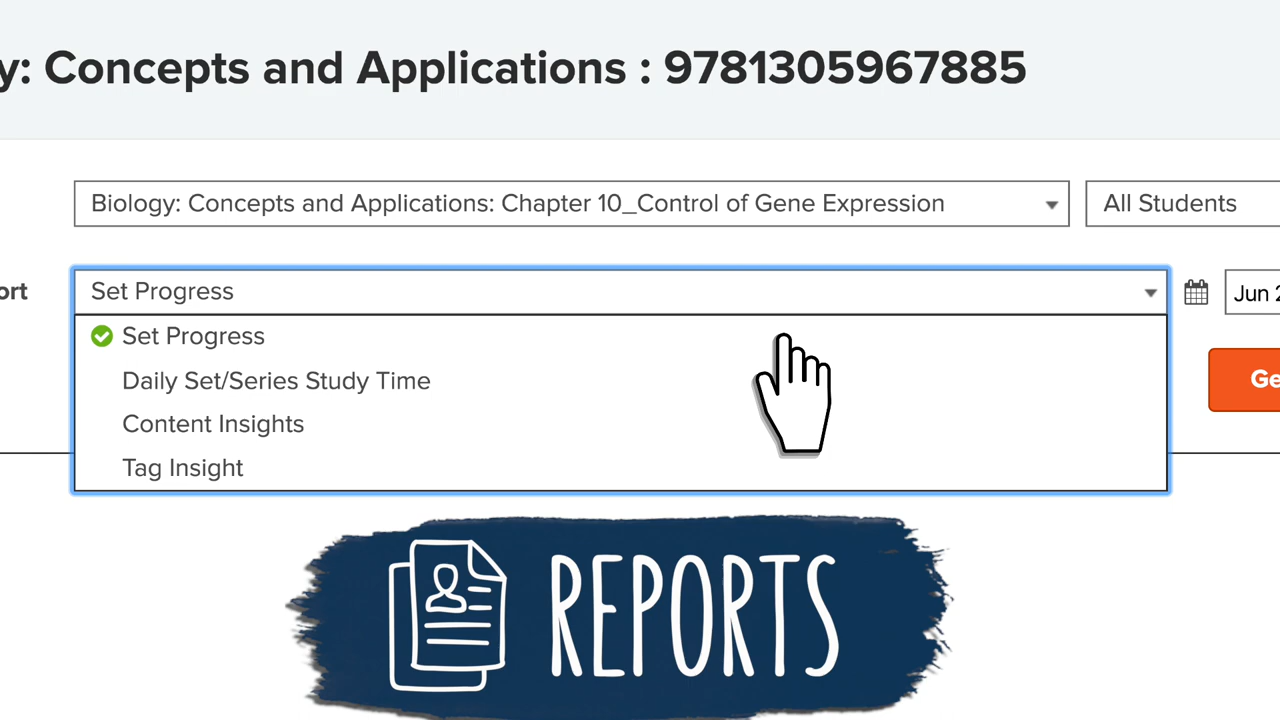 y: Concepts and Applications : 9781305967885
Biology: Concepts and Applications: Chapter 10_Control of Gene Expression
All Students
ort
Set Progress
Jun 2
Set Progress
Daily Set/Series Study Time
Ge
Content Insights
Tag Insight
REPORTS